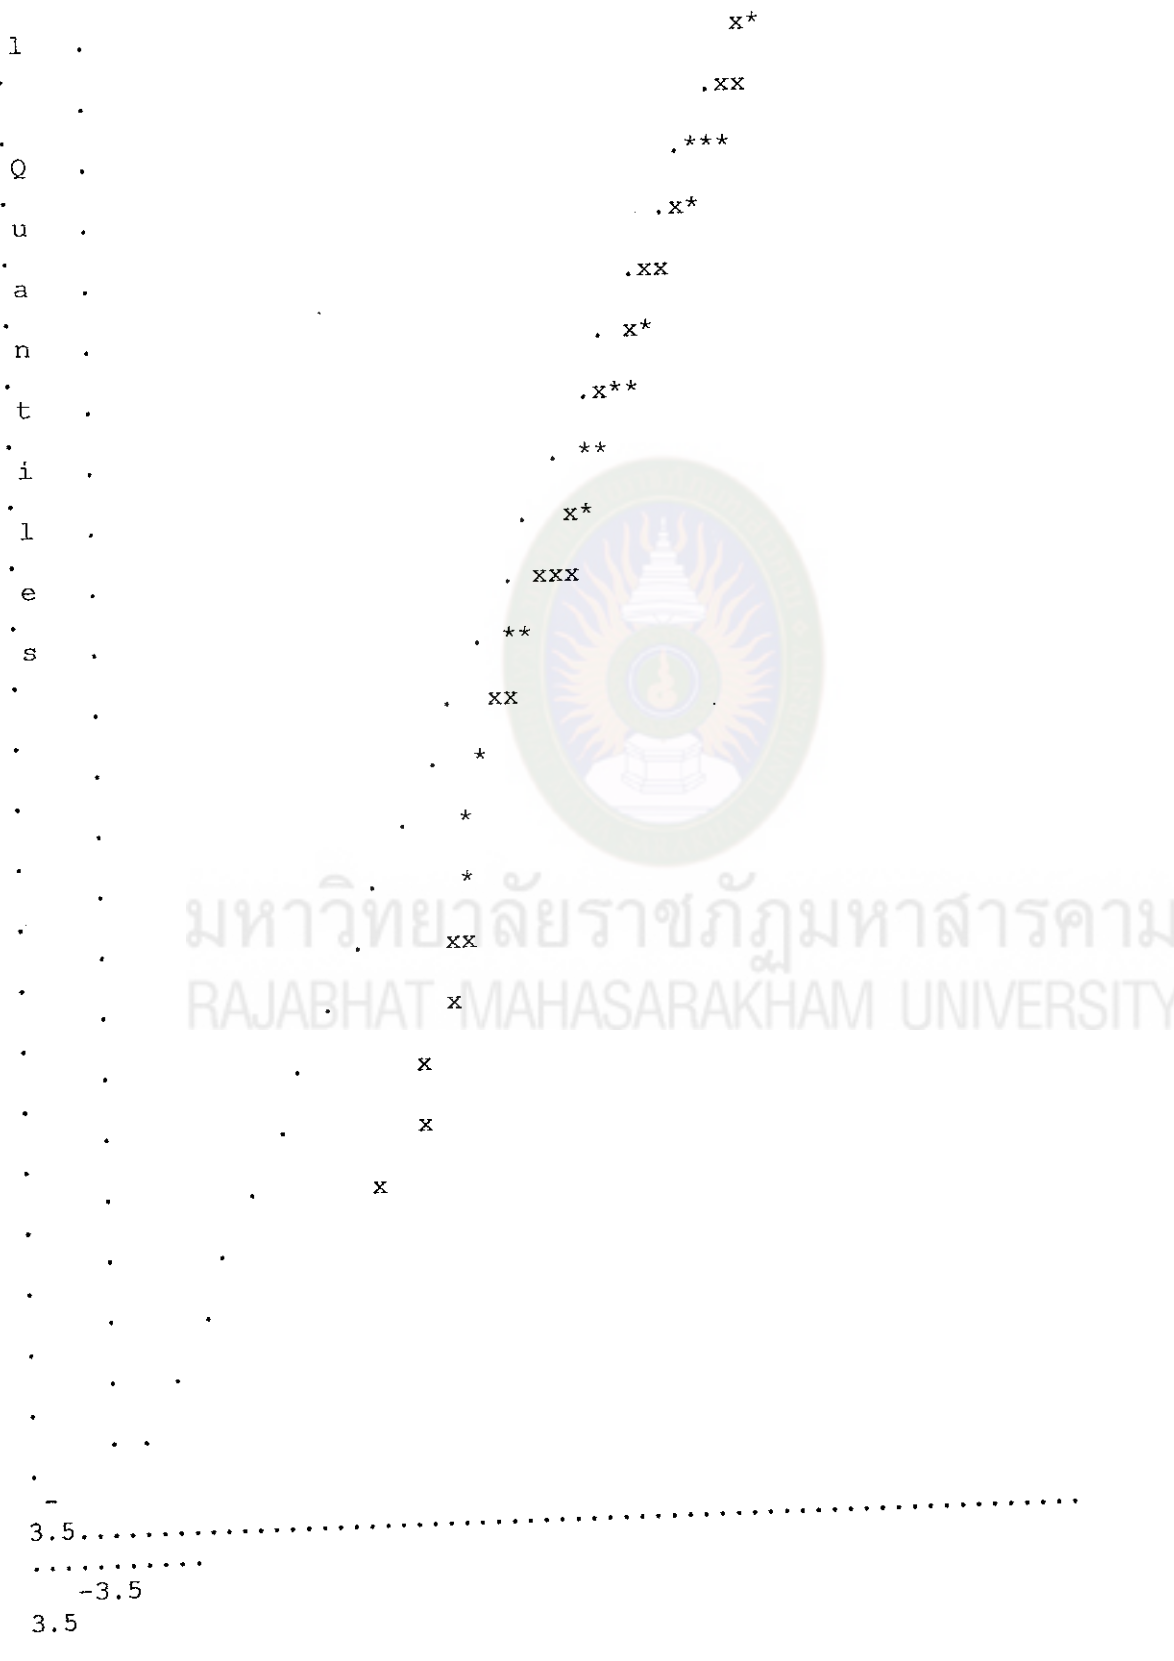 x*
l .
.xx
.
.***
Q .
.x*
u .
.xx
a .
. x*
n .
.x**
t .
. **
i .
. x*
l .
. xxx
e .
. **
s .
. xx
. *
. *
. *
. xx
. x
. x
. x
. x
มหาวิทยาลัยราชภัฏมหาสารคาม
RAJABHAT MAHASARAKHAM UNIVERSITY
-
3.5..............................................................
...........
-3.5
3.5